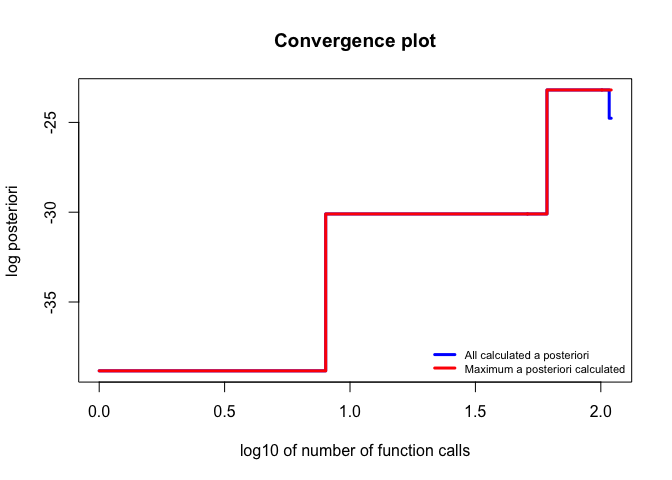 Convergence plot
log posteriori
-25
-30
-35
All calculated a posteriori
Maximum a posteriori calculated
0.0 0.5 1.0 1.5 2.0
log10 of number of function calls